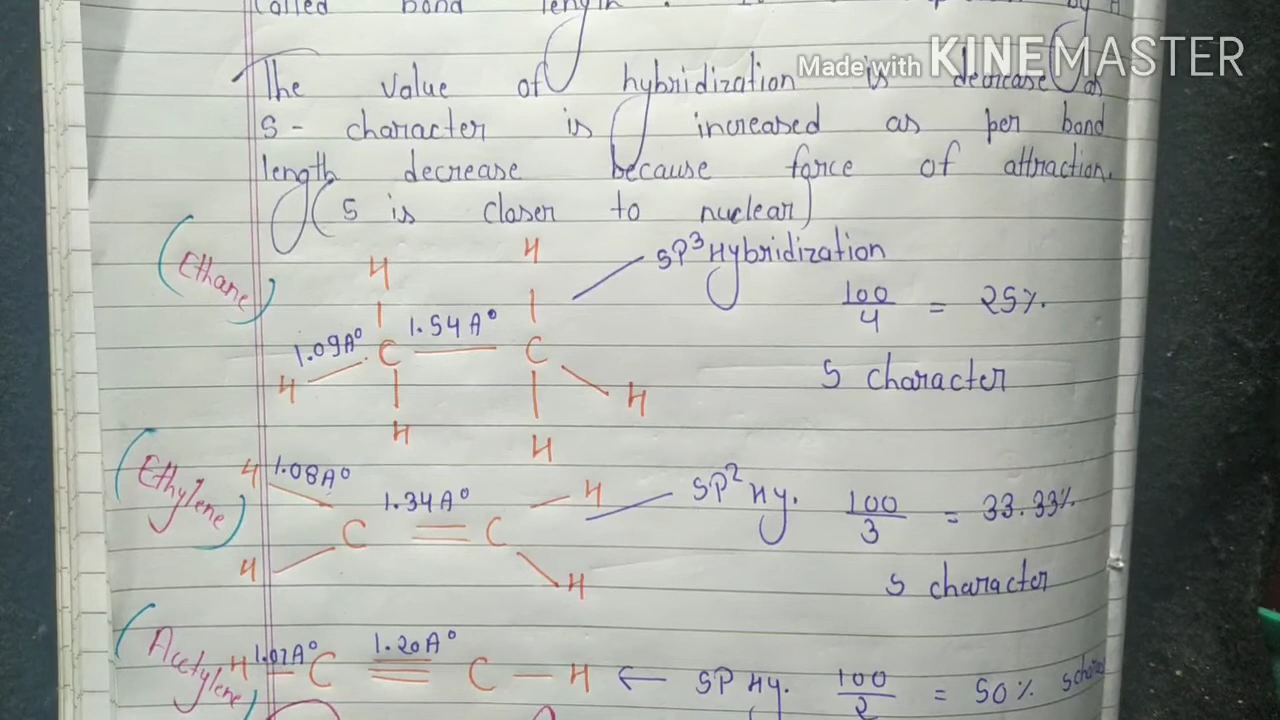 called bond length.
Made with KINEMASTER
The value of hybridization is decrease as
S- character is increased as per bond
length decrease because force of attraction.
(S is closer to nuclear)
(Ethane)
H H
SP³ Hybridization
100/4 = 25%.
S character
1.09A° C 1.54A° C
H H
H H
(Ethylene)
H 1.08A° 1.34A° H
SP² Hy. 100/3 = 33.33%
C = C
H H
S character
(Acetylene)
H 1.07A° C 1.20A° ≡ C - H ← SP Hy. 100/2 = 50%